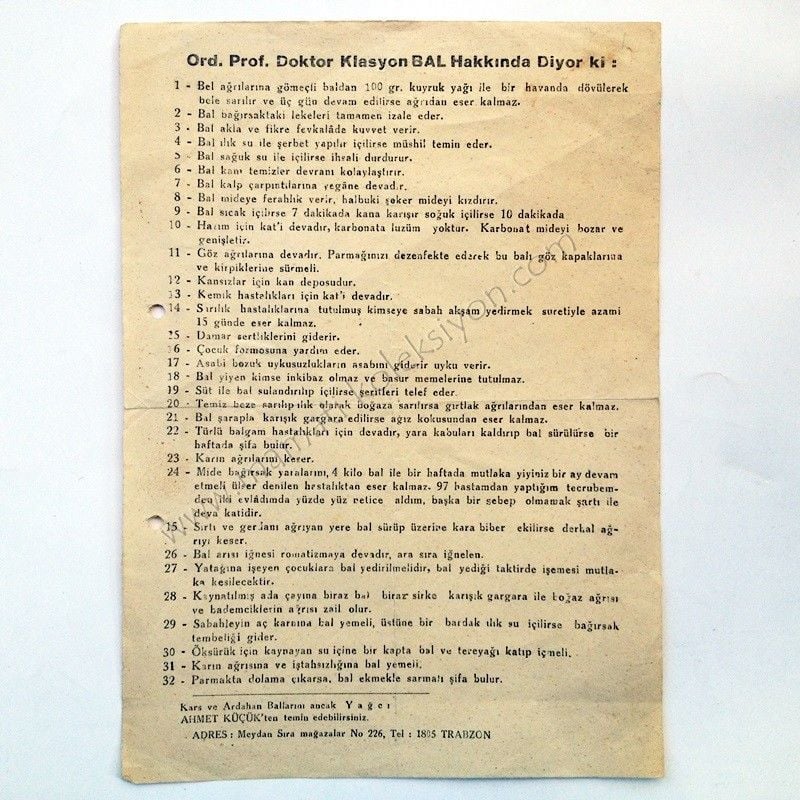 Ord. Prof. Doktor Klasyon BAL Hakkında Diyor ki :
1 - Bel ağrılarına gömeçli baldan 100 gr. kuyruk yağı ile bir havanda dövülerek
bele sarılır ve üç gün devam edilirse ağrıdan eser kalmaz.
2 - Bal bağırsaktaki lekeleri tamamen izale eder.
3 - Bal akla ve fikre fevkalâde kuvvet verir.
4 - Bal ılık su ile şerbet yapılır içilirse müshil temin eder.
5 - Bal sağuk su ile içilirse ihsali durdurur.
6 - Bal kanı temizler devranı kolaylaştırır.
7 - Bal kalp çarpıntılarına yegâne devadır.
8 - Bal mideye ferahlık verir, halbuki şeker mideyi kızdırır.
9 - Bal sıcak içilirse 7 dakikada kana karışır soğuk içilirse 10 dakikada
10 - Hazım için kat'i devadır, karbonata luzüm yoktur. Karbonat mideyi bozar ve
genişletir.
11 - Göz ağrılarına devadır. Parmağınızı dezenfekte ederek bu balı göz kapaklarına
ve kirpiklerine sürmeli.
12 - Kansızlar için kan deposudur.
13 - Kemik hastalıkları için kat'i devadır.
14 - Sırılık hastalıklarına tutulmuş kimseye sabah akşam yedirmek suretiyle azami
15 günde eser kalmaz.
15 - Damar sertliklerini giderir.
16 - Çocuk formosuna yardım eder.
17 - Asabi bozuk uykusuzlukların asabını giderir uyku verir.
18 - Bal yiyen kimse inkibaz olmaz ve basur memelerine tutulmaz.
19 - Süt ile bal sulandırılıp içilirse şeritleri telef eder.
20 - Temiz beze sarılıp ılık olarak boğaza sarılırsa gırtlak ağrılarından eser kalmaz.
21 - Bal şarapla karışık gargara edilirse ağız kokusundan eser kalmaz.
22 - Türlü balgam hastalıkları için devadır, yara kabuları kaldırıp bal sürülürse bir
haftada şifa bulur.
23 - Karın ağrılarını keser.
24 - Mide bağırsak yaralarını, 4 kilo bal ile bir haftada mutlaka yiyiniz bir ay devam
etmeli ülser denilen hastalıktan eser kalmaz. 97 hastamdan yaptığım tecrubem-
den iki evlâdımda yüzde yüz netice aldım, başka bir sebep olmamak şartı ile
deva katidir.
15 - Sırtı ve gerdanı ağrıyan yere bal sürüp üzerine kara biber ekilirse derhal ağ-
rıyı keser.
26 - Bal arısı iğnesi romatizmaya devadır, ara sıra iğnelen.
27 - Yatağına işeyen çocuklara bal yedirilmelidir, bal yediği taktirde işemesi mutla-
ka kesilecektir.
28 - Kaynatılmış ada çayına biraz bal biraz sirke karışık gargara ile boğaz ağrısı
ve bademciklerin ağrısı zail olur.
29 - Sabahleyin aç karnına bal yemeli, üstüne bir bardak ılık su içilirse bağırsak
tembeliği gider.
30 - Öksürük için kaynayan su içine bir kapta bal ve tereyağı katıp içmeli.
31 - Karın ağrısına ve iştahsızlığına bal yemeli.
32 - Parmakta dolama çıkarsa, bal ekmekle sarmatı şifa bulur.
Kars ve Ardahan Ballarını ancak Yağcı
AHMET KÜÇÜK'ten temin edebilirsiniz.
ADRES : Meydan Sıra mağazalar No 226, Tel : 1805 TRABZON